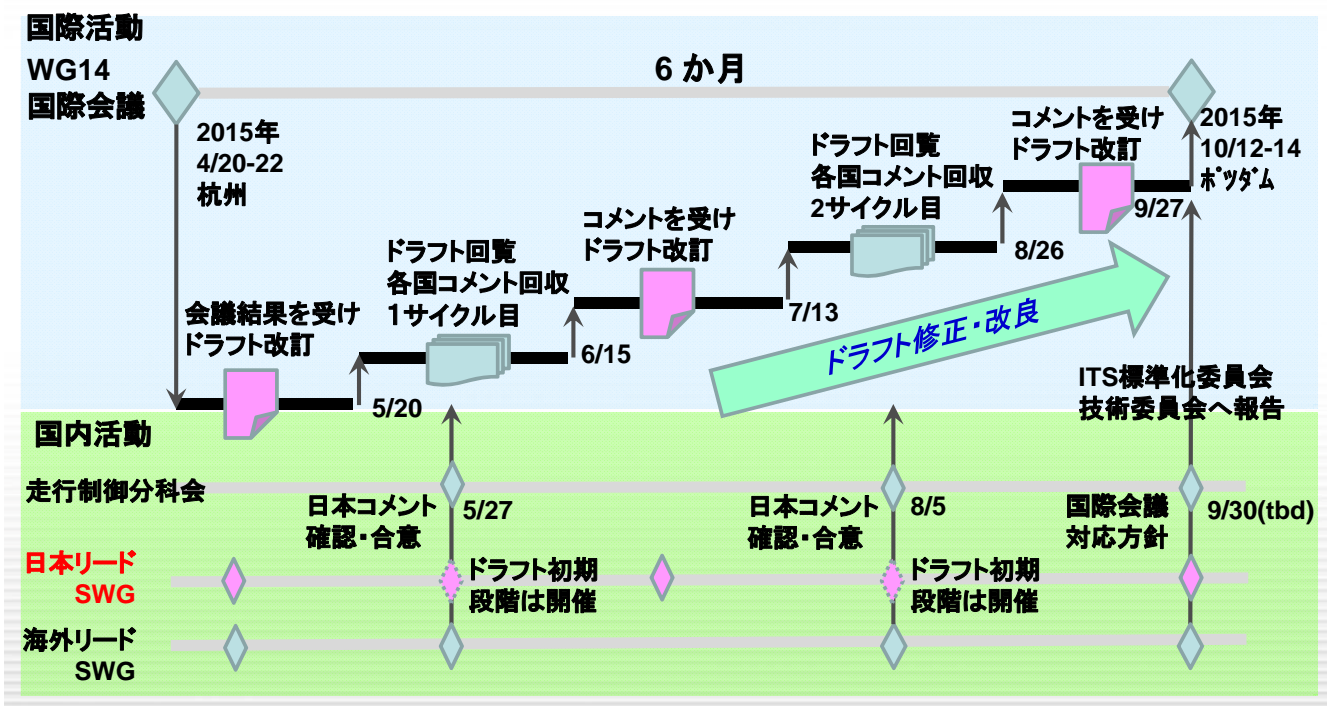 国際活動
WG14
国際会議
6 か月
2015年
4/20-22
杭州
2015年
10/12-14
ﾎﾟﾂﾀﾞﾑ
コメントを受け
ドラフト改訂
9/27
ドラフト回覧
各国コメント回収
2サイクル目
8/26
コメントを受け
ドラフト改訂
7/13
ドラフト回覧
各国コメント回収
1サイクル目
6/15
会議結果を受け
ドラフト改訂
5/20
ドラフト修正・改良
ITS標準化委員会
技術委員会へ報告
国内活動
走行制御分科会
日本コメント
確認・合意
5/27
日本コメント
確認・合意
8/5
国際会議
対応方針
9/30(tbd)
日本リード
SWG
ドラフト初期
段階は開催
ドラフト初期
段階は開催
海外リード
SWG